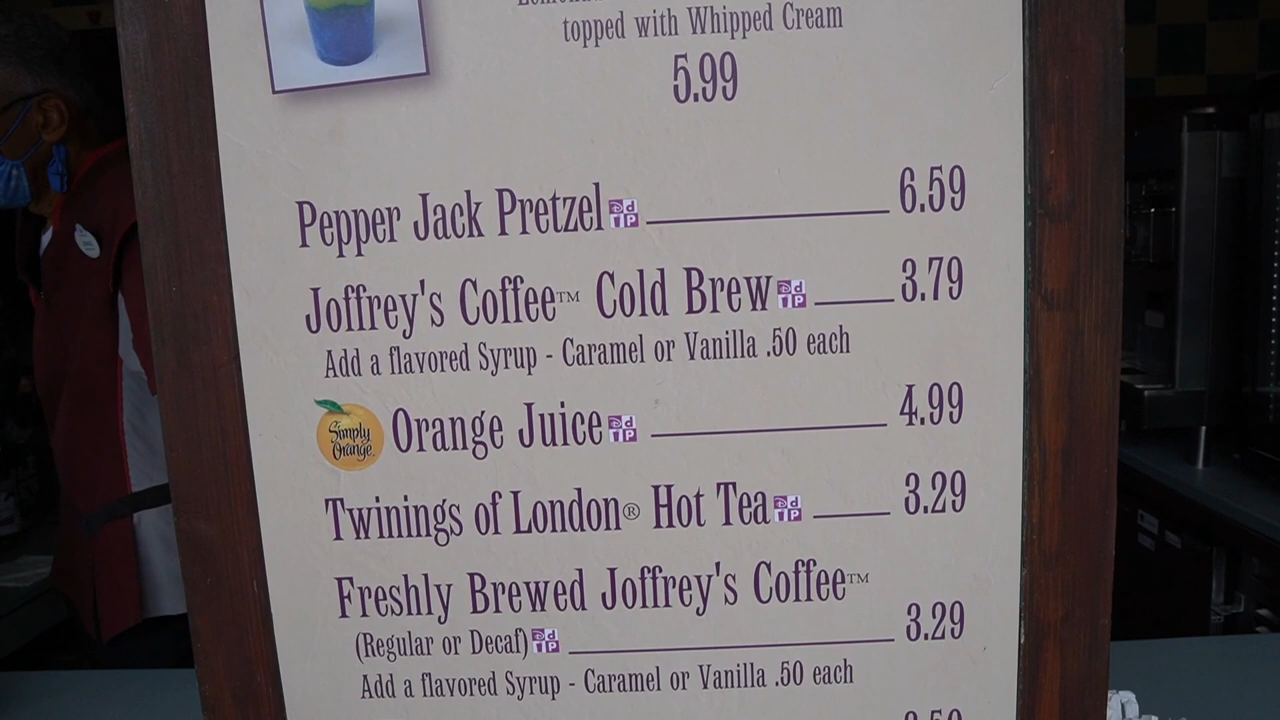 topped with Whipped Cream
5.99
Pepper Jack Pretzel 6.59
Joffrey's Coffee™ Cold Brew 3.79
Add a flavored Syrup - Caramel or Vanilla .50 each
Simply Orange Orange Juice 4.99
Twinings of London® Hot Tea 3.29
Freshly Brewed Joffrey's Coffee™
(Regular or Decaf) 3.29
Add a flavored Syrup - Caramel or Vanilla .50 each